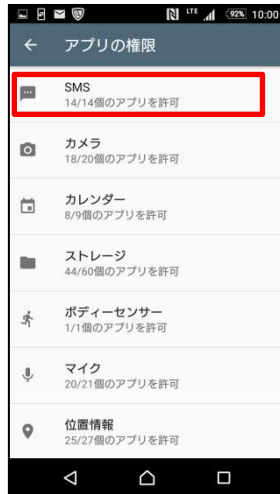 LTE 92% 10:00
アプリの権限
SMS
14/14個のアプリを許可
カメラ
18/20個のアプリを許可
カレンダー
8/9個のアプリを許可
ストレージ
44/60個のアプリを許可
ボディーセンサー
1/1個のアプリを許可
マイク
20/21個のアプリを許可
位置情報
25/27個のアプリを許可